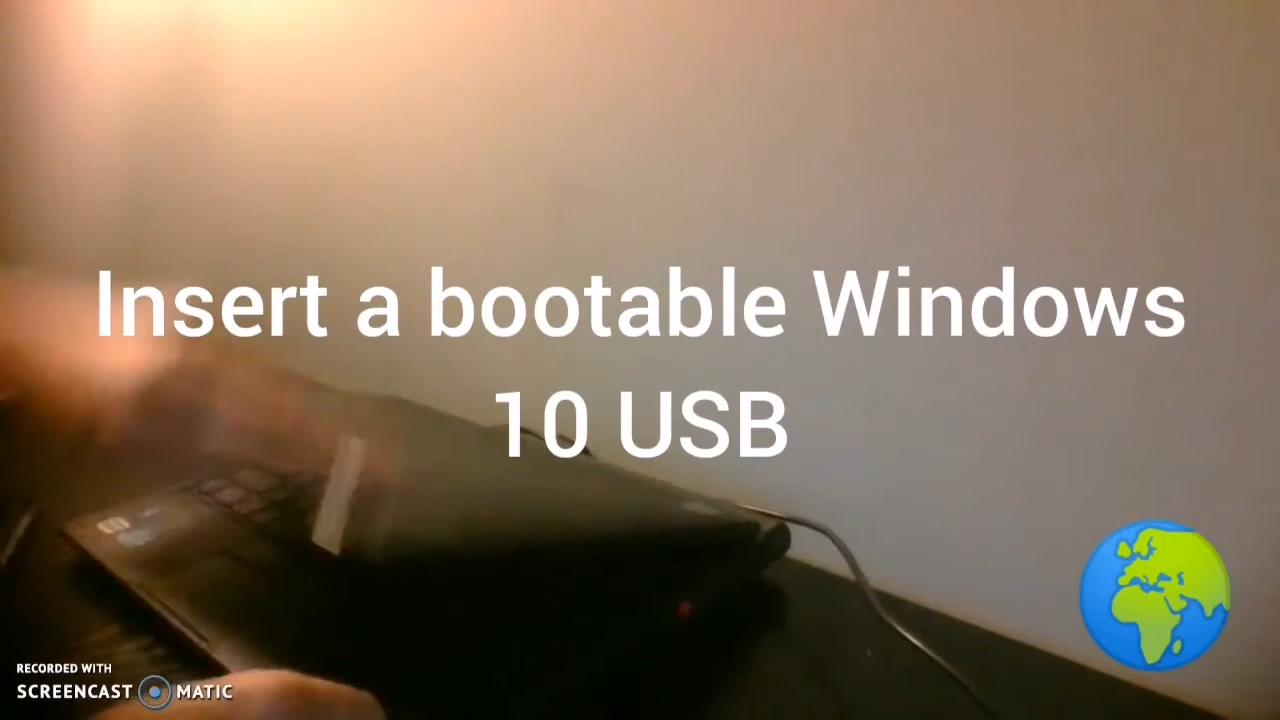 Insert a bootable Windows
10 USB
RECORDED WITH
SCREENCAST MATIC